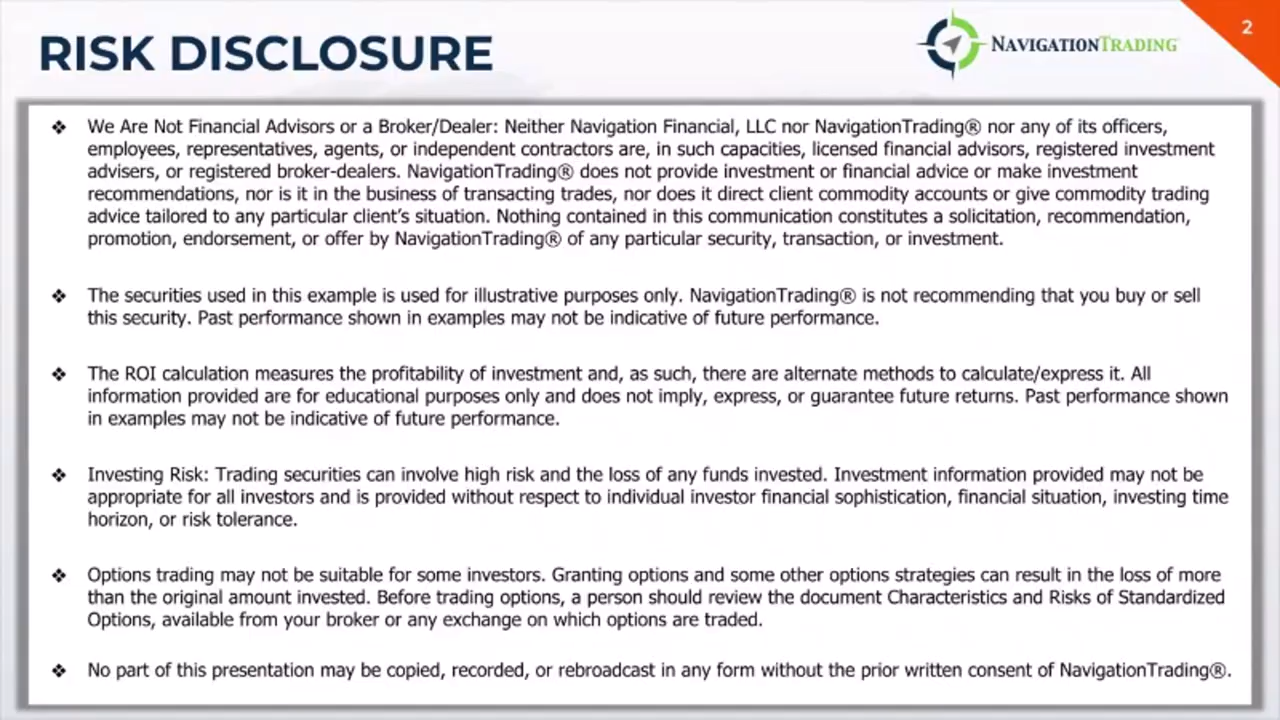 RISK DISCLOSURE
NAVIGATIONTRADING
2
❖ We Are Not Financial Advisors or a Broker/Dealer: Neither Navigation Financial, LLC nor NavigationTrading® nor any of its officers,
employees, representatives, agents, or independent contractors are, in such capacities, licensed financial advisors, registered investment
advisers, or registered broker-dealers. NavigationTrading® does not provide investment or financial advice or make investment
recommendations, nor is it in the business of transacting trades, nor does it direct client commodity accounts or give commodity trading
advice tailored to any particular client's situation. Nothing contained in this communication constitutes a solicitation, recommendation,
promotion, endorsement, or offer by NavigationTrading® of any particular security, transaction, or investment.
❖ The securities used in this example is used for illustrative purposes only. NavigationTrading® is not recommending that you buy or sell
this security. Past performance shown in examples may not be indicative of future performance.
❖ The ROI calculation measures the profitability of investment and, as such, there are alternate methods to calculate/express it. All
information provided are for educational purposes only and does not imply, express, or guarantee future returns. Past performance shown
in examples may not be indicative of future performance.
❖ Investing Risk: Trading securities can involve high risk and the loss of any funds invested. Investment information provided may not be
appropriate for all investors and is provided without respect to individual investor financial sophistication, financial situation, investing time
horizon, or risk tolerance.
❖ Options trading may not be suitable for some investors. Granting options and some other options strategies can result in the loss of more
than the original amount invested. Before trading options, a person should review the document Characteristics and Risks of Standardized
Options, available from your broker or any exchange on which options are traded.
❖ No part of this presentation may be copied, recorded, or rebroadcast in any form without the prior written consent of NavigationTrading®.